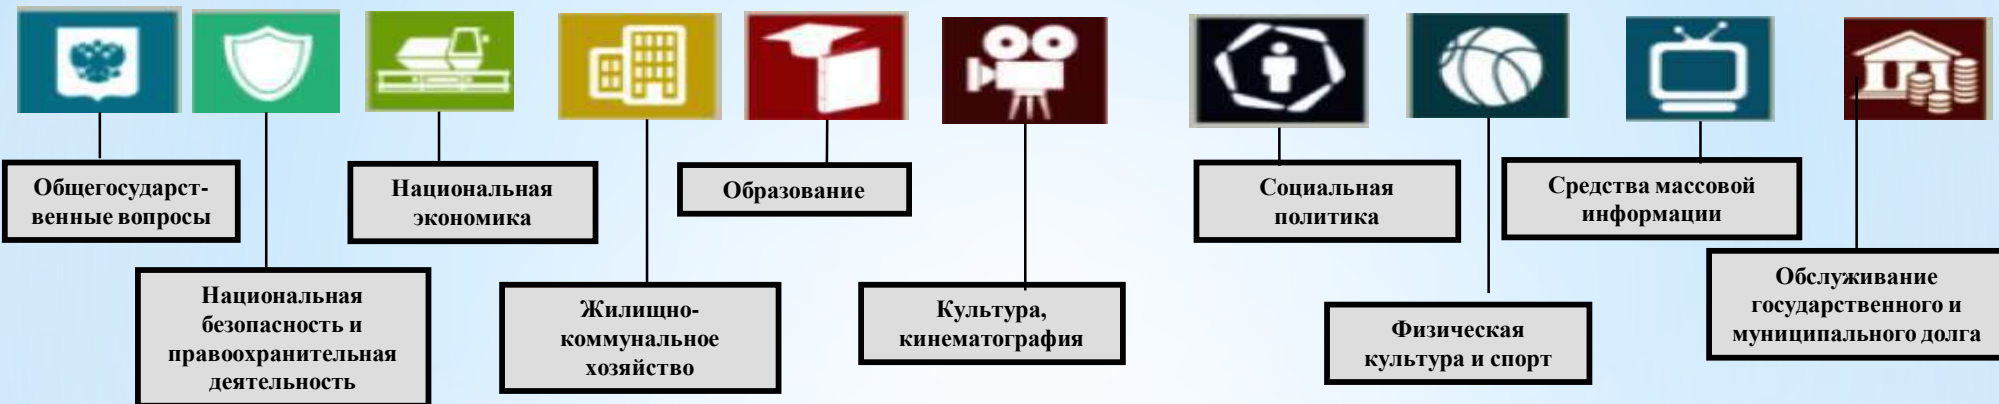 Общегосударст-
венные вопросы
Национальная
безопасность и
правоохранительная
деятельность
Национальная
экономика
Жилищно-
коммунальное
хозяйство
Образование
Культура,
кинематография
Социальная
политика
Физическая
культура и спорт
Средства массовой
информации
Обслуживание
государственного и
муниципального долга